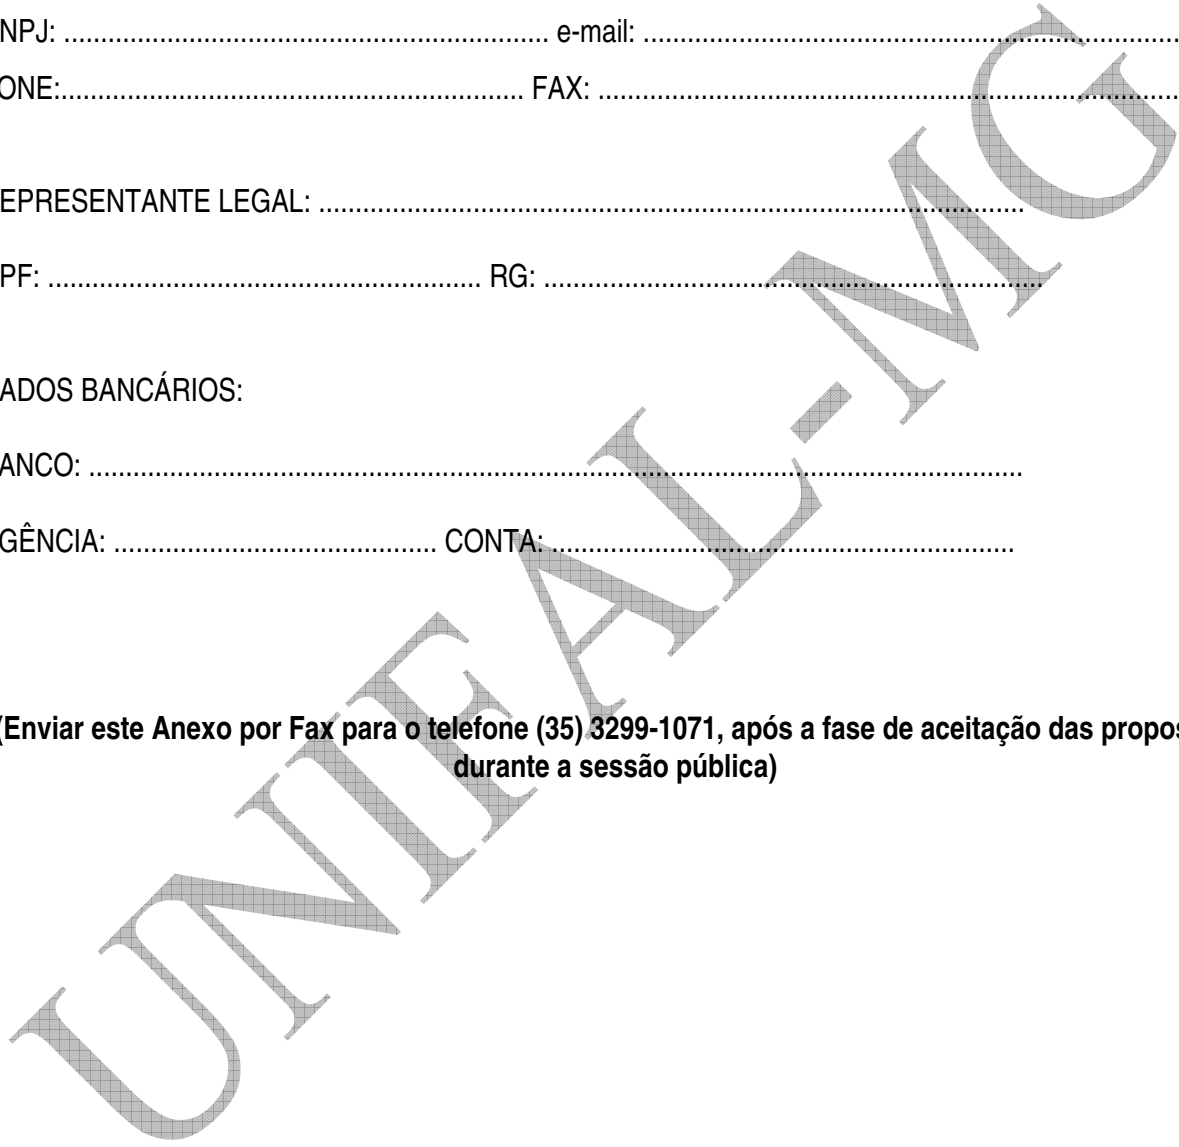 NPJ: .................................................................. e-mail: .........................................................................
ONE:............................................................... FAX: ...............................................................................
EPRESENTANTE LEGAL: ................................................................................................
PF: ........................................................... RG: ....................................................................
ADOS BANCÁRIOS:
ANCO: ...............................................................................................................................
GÊNCIA: ............................................ CONTA: ...............................................................
(Enviar este Anexo por Fax para o telefone (35) 3299-1071, após a fase de aceitação das propos
durante a sessão pública)
UNIFAL-MG